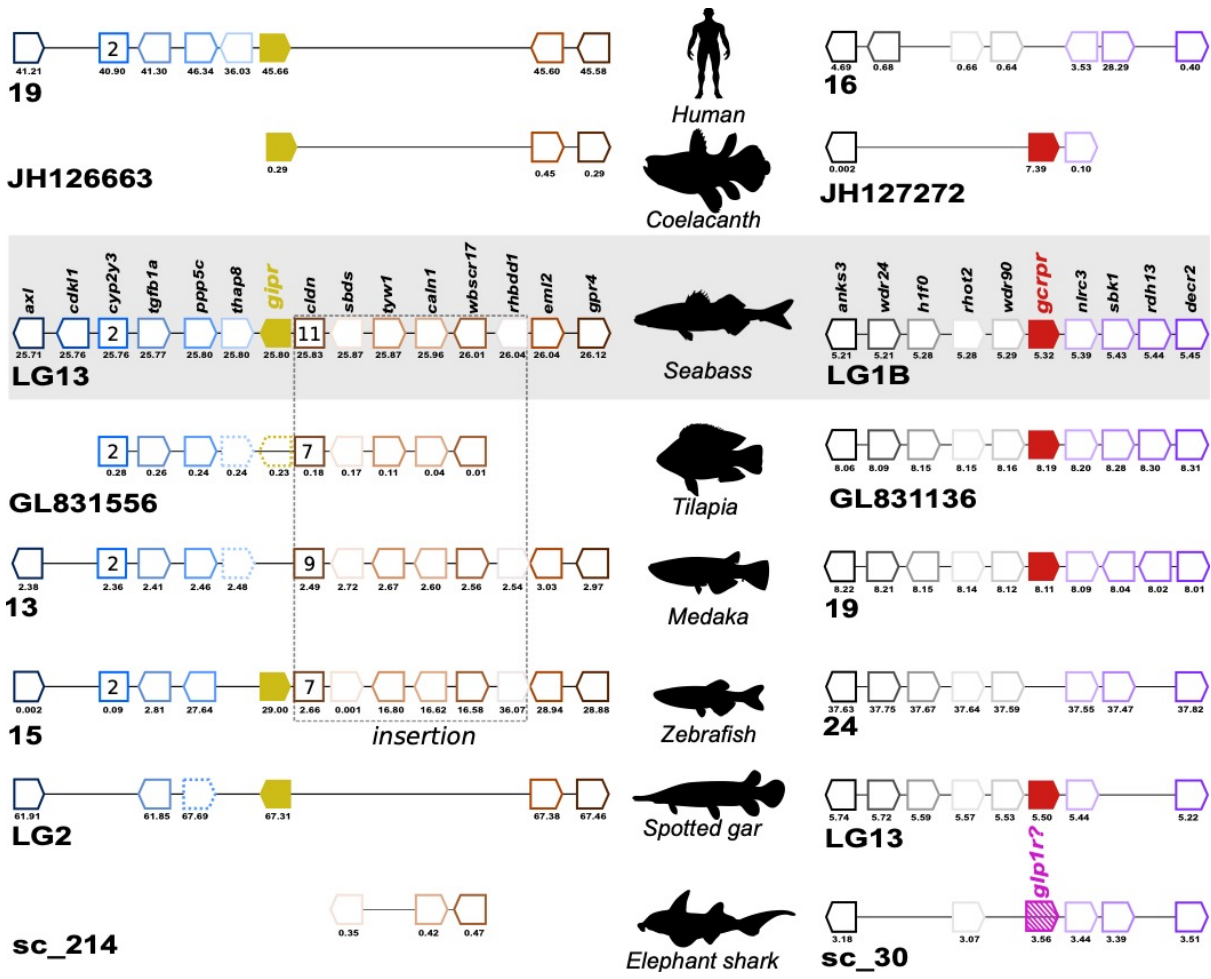 2
41.21 40.90 41.30 46.34 36.03 45.66 45.60 45.58
19
Human
4.69 0.68 0.66 0.64 3.53 28.29 0.40
16
0.29 0.45 0.29
JH126663
Coelacanth
0.002 7.39 0.10
JH127272
axl cdkl1 cyp2y3 tgfb1a ppp5c thap8 gipr cldn sbds tyw1 caln1 wbscr17 rhbdd1 eml2 gpr4
2 11
25.71 25.76 25.76 25.77 25.80 25.80 25.80 25.83 25.87 25.87 25.96 26.01 26.04 26.04 26.12
LG13
Seabass
anks3 wdr24 h1f0 rhot2 wdr90 gcrpr nlrc3 sbk1 rdh13 decr2
5.21 5.21 5.28 5.28 5.29 5.32 5.39 5.43 5.44 5.45
LG1B
2 7
0.28 0.26 0.24 0.24 0.23 0.18 0.17 0.11 0.04 0.01
GL831556
Tilapia
8.06 8.09 8.15 8.15 8.16 8.19 8.20 8.28 8.30 8.31
GL831136
2 9
2.38 2.36 2.41 2.46 2.48 2.49 2.72 2.67 2.60 2.56 2.54 3.03 2.97
13
Medaka
8.22 8.21 8.15 8.14 8.12 8.11 8.09 8.04 8.02 8.01
19
2 7
0.002 0.09 2.81 27.64 29.00 2.66 0.001 16.80 16.62 16.58 36.07 28.94 28.88
15
insertion
Zebrafish
37.63 37.75 37.67 37.64 37.59 37.55 37.47 37.82
24
61.91 61.85 67.69 67.31 67.38 67.46
LG2
Spotted gar
5.74 5.72 5.59 5.57 5.53 5.50 5.44 5.22
LG13
glp1r?
0.35 0.42 0.47
sc_214
Elephant shark
3.18 3.07 3.56 3.44 3.39 3.51
sc_30